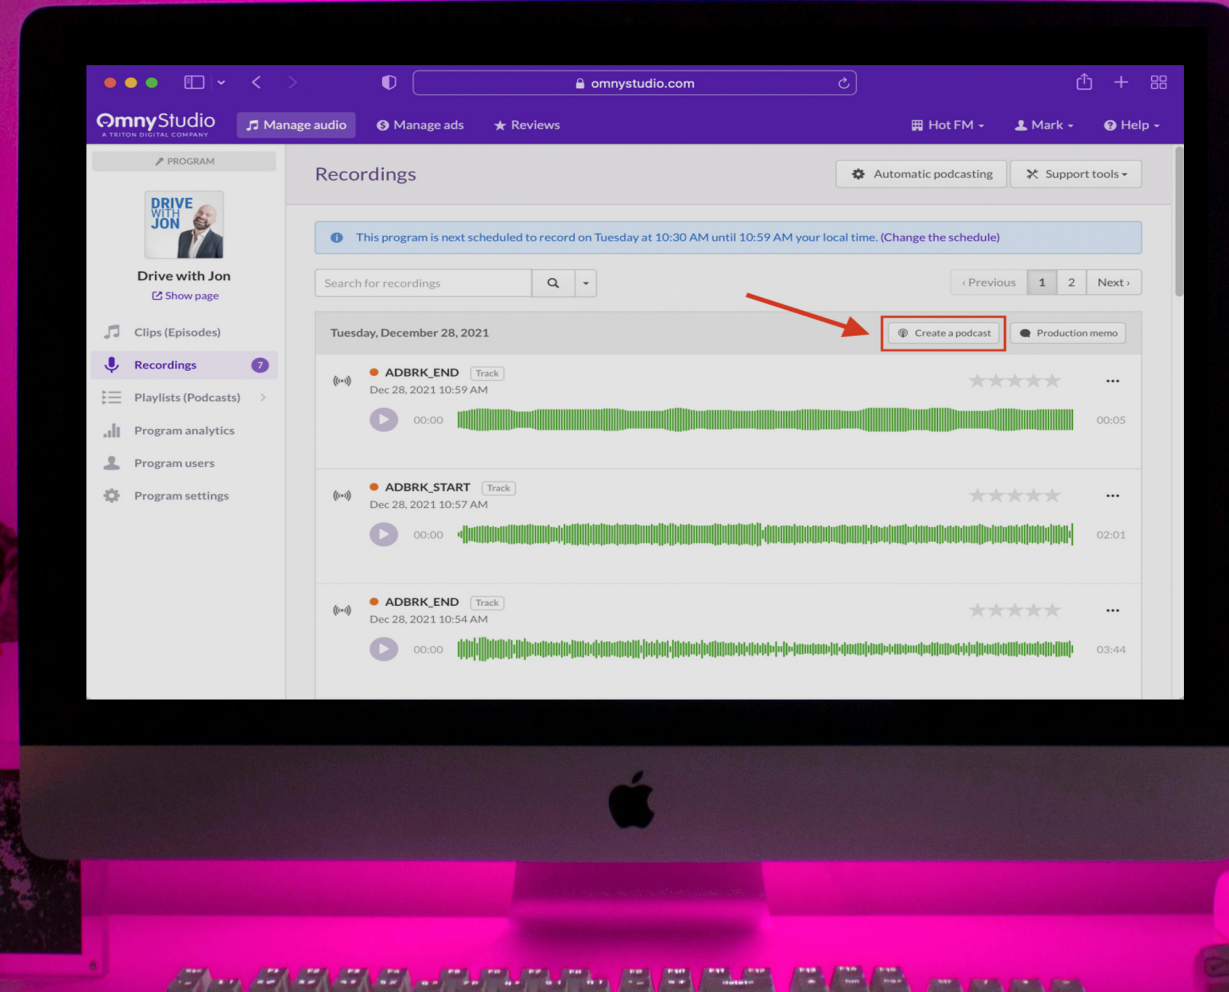 omnystudio.com
OmnyStudio
A TRITON DIGITAL COMPANY
Manage audio
Manage ads
Reviews
Hot FM
Mark
Help
PROGRAM
DRIVE
WITH
JON
Drive with Jon
Show page
Clips (Episodes)
Recordings 7
Playlists (Podcasts)
Program analytics
Program users
Program settings
Recordings
Automatic podcasting
Support tools
This program is next scheduled to record on Tuesday at 10:30 AM until 10:59 AM your local time. (Change the schedule)
Search for recordings
‹ Previous 1 2 Next ›
Tuesday, December 28, 2021
Create a podcast
Production memo
ADBRK_END Track
Dec 28, 2021 10:59 AM
00:00 00:05
ADBRK_START Track
Dec 28, 2021 10:57 AM
00:00 02:01
ADBRK_END Track
Dec 28, 2021 10:54 AM
00:00 03:44